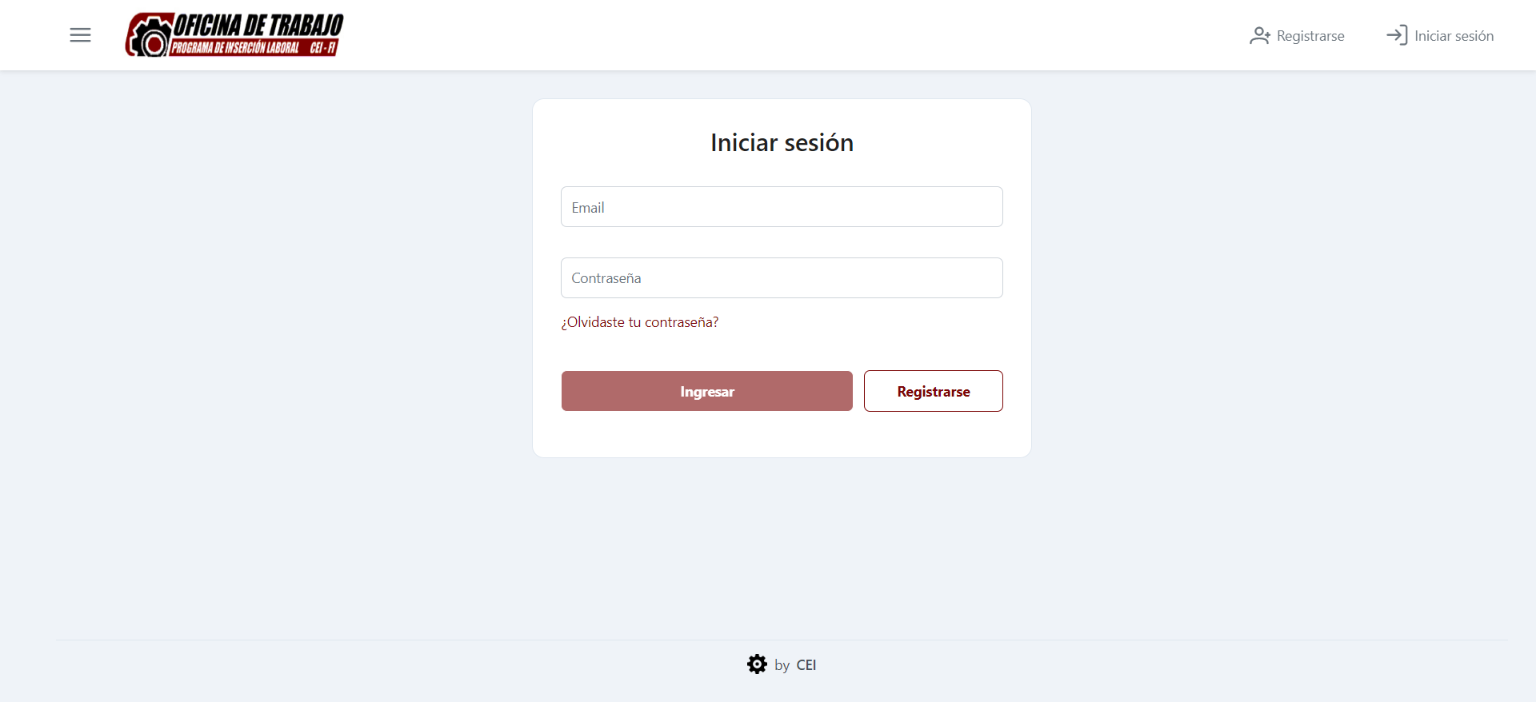 OFICINA DE TRABAJO
PROGRAMA DE INSERCIÓN LABORAL CEI - FI
Registrarse
Iniciar sesión
Iniciar sesión
Email
Contraseña
¿Olvidaste tu contraseña?
Ingresar
Registrarse
by CEI